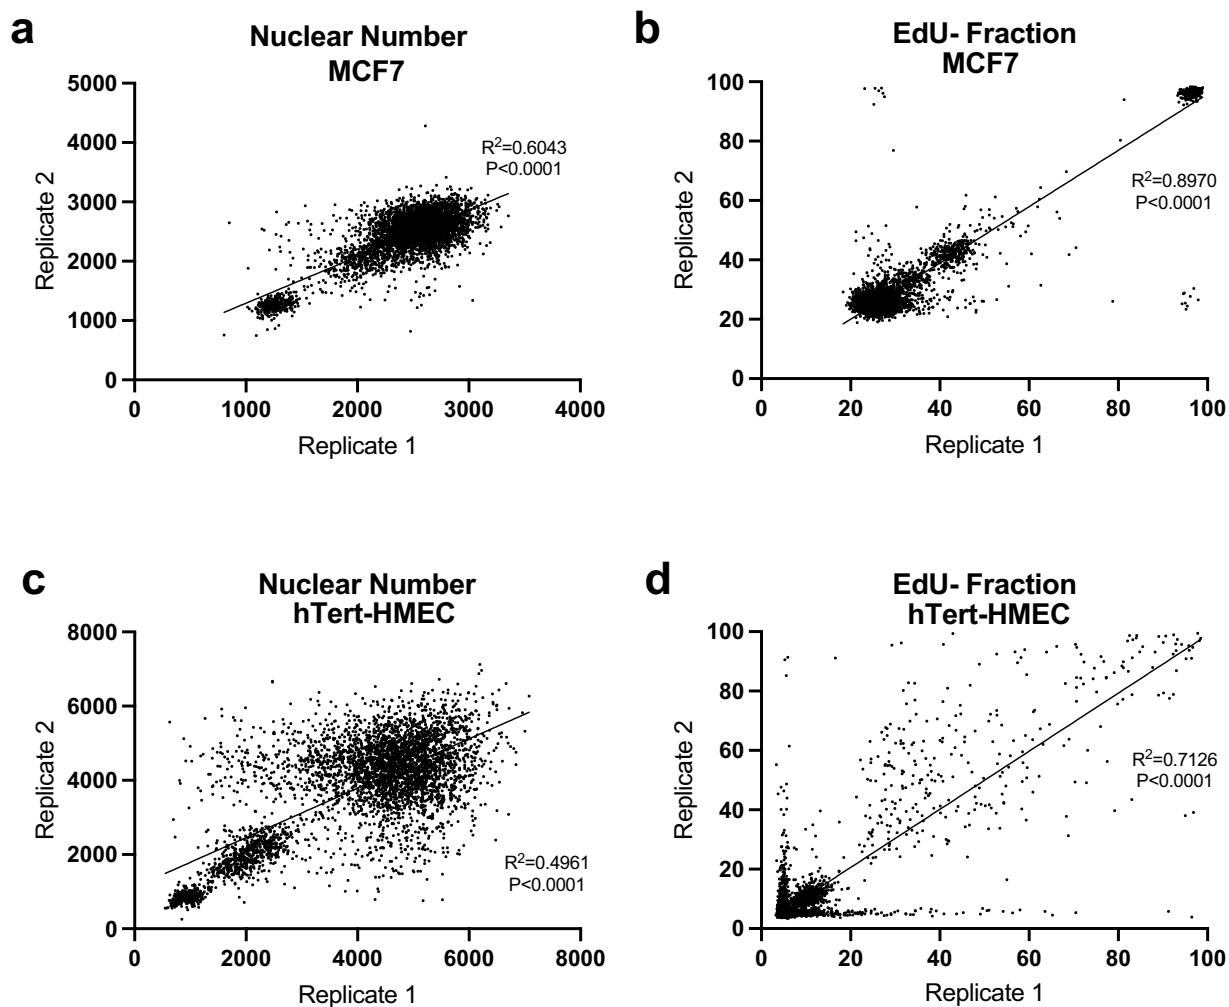 a
Nuclear Number
MCF7
5000
4000
3000
2000
1000
0
Replicate 2
R²=0.6043
P<0.0001
0 1000 2000 3000 4000
Replicate 1
b
EdU- Fraction
MCF7
100
80
60
40
20
0
Replicate 2
R²=0.8970
P<0.0001
0 20 40 60 80 100
Replicate 1
c
Nuclear Number
hTert-HMEC
8000
6000
4000
2000
0
Replicate 2
R²=0.4961
P<0.0001
0 2000 4000 6000 8000
Replicate 1
d
EdU- Fraction
hTert-HMEC
100
80
60
40
20
0
Replicate 2
R²=0.7126
P<0.0001
0 20 40 60 80 100
Replicate 1